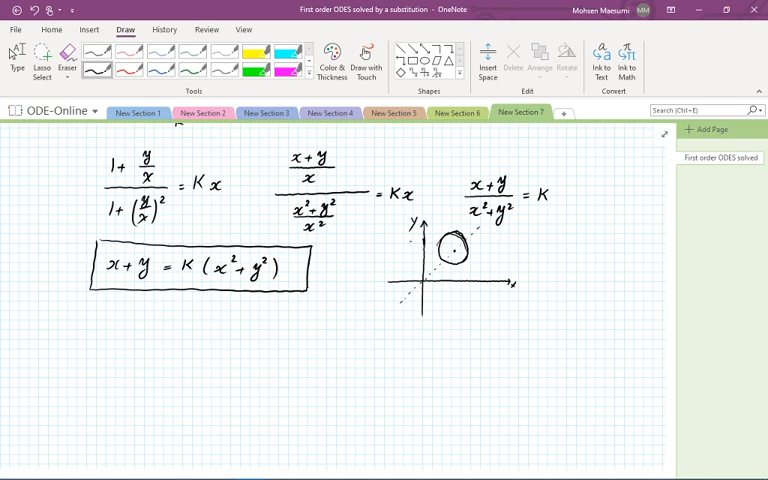 First order ODES solved by a substitution - OneNote
Mohsen Maesumi
MM
File
Home
Insert
Draw
History
Review
View
Type
Lasso Select
Eraser
Color & Thickness
Draw with Touch
Insert Space
Delete
Arrange
Rotate
Ink to Text
Ink to Math
Tools
Shapes
Edit
Convert
ODE-Online
New Section 1
New Section 2
New Section 3
New Section 4
New Section 5
New Section 6
New Section 7
Search (Ctrl+E)
Add Page
First order ODES solved
(1 + y/x) / (1 + (y/x)²) = K x
((x + y)/x) / ((x² + y²)/x²) = K x
(x + y)/(x² + y²) = K
x + y = K (x² + y²)
y
x